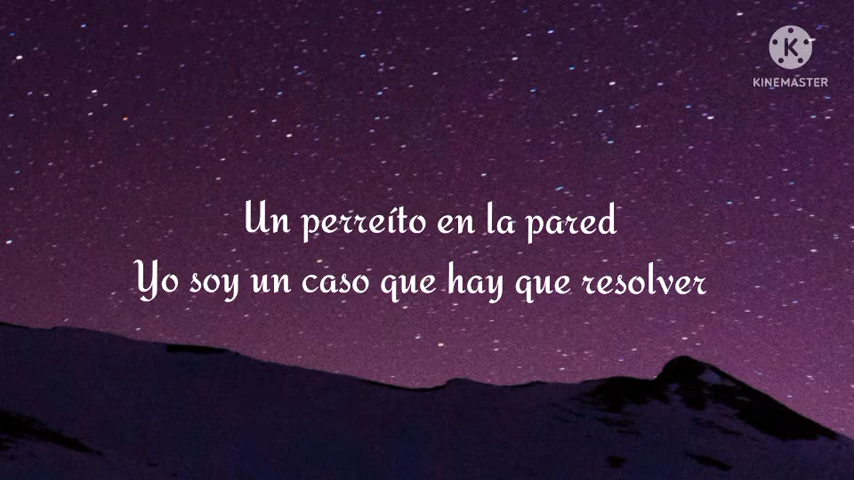 KINEMASTER
Un perreíto en la pared
Yo soy un caso que hay que resolver